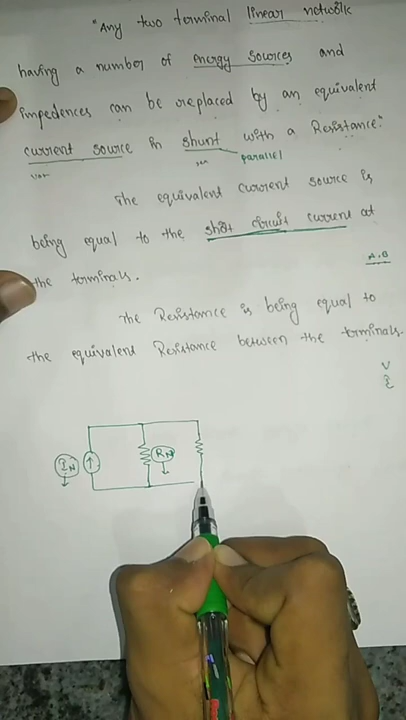 "Any two terminal linear network
having a number of energy sources and
impedences can be replaced by an equivalent
current source in shunt with a Resistance."
parallel
The equivalent current source is
being equal to the short circuit current at
A.B
the terminals.
The Resistance is being equal to
the equivalent Resistance between the terminals.
V
IN
RN